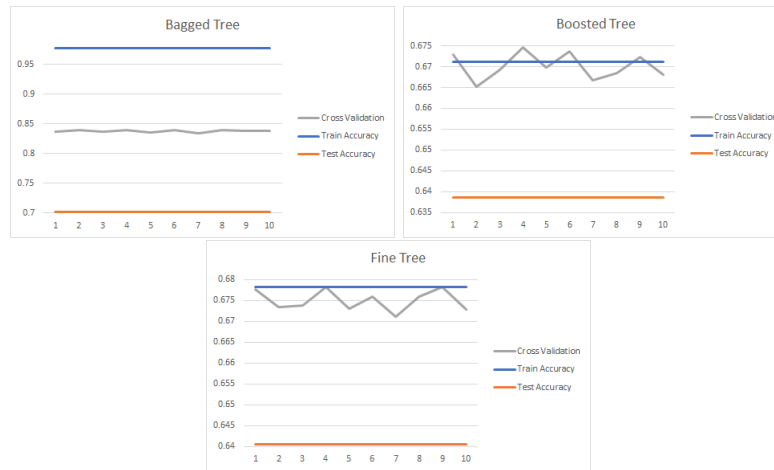 Bagged Tree
0.95
0.9
0.85
0.8
0.75
0.7
1 2 3 4 5 6 7 8 9 10
Cross Validation
Train Accuracy
Test Accuracy
Boosted Tree
0.675
0.67
0.665
0.66
0.655
0.65
0.645
0.64
0.635
1 2 3 4 5 6 7 8 9 10
Cross Validation
Train Accuracy
Test Accuracy
Fine Tree
0.68
0.675
0.67
0.665
0.66
0.655
0.65
0.645
0.64
1 2 3 4 5 6 7 8 9 10
Cross Validation
Train Accuracy
Test Accuracy